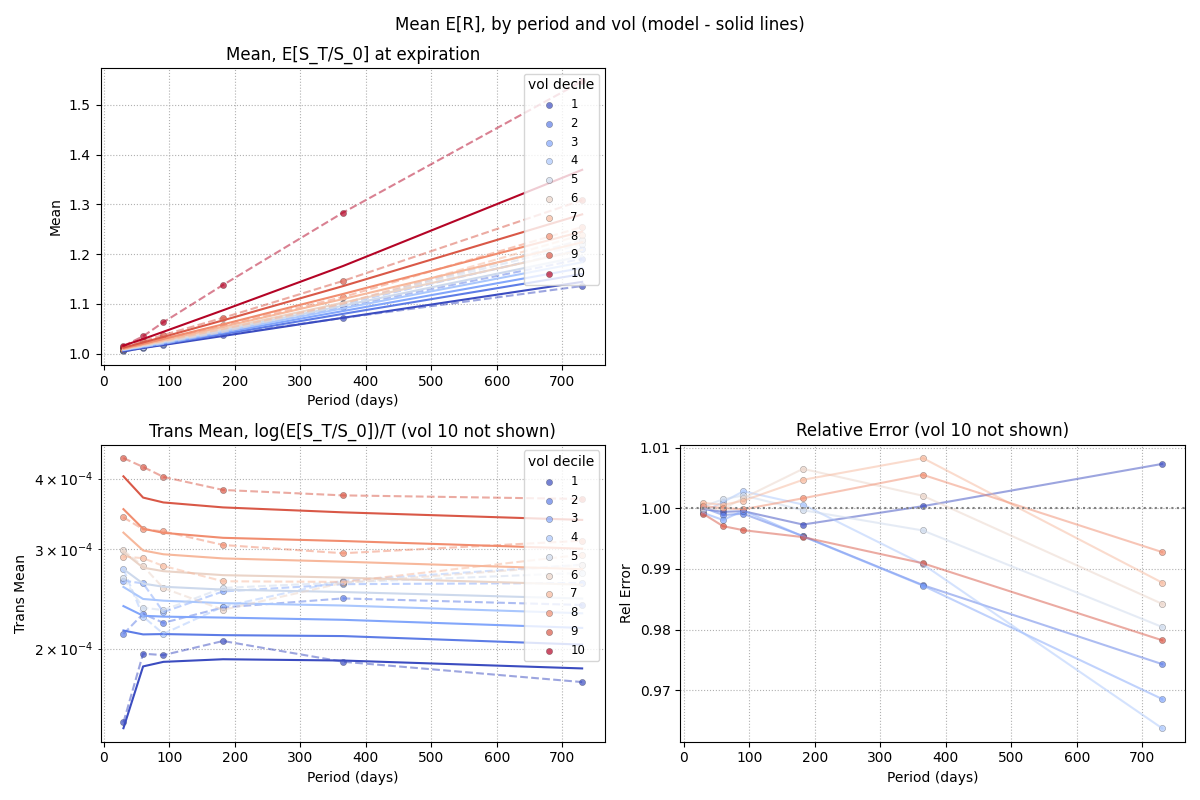 Mean E[R], by period and vol (model - solid lines)
Mean, E[S_T/S_0] at expiration
Mean
1.5
1.4
1.3
1.2
1.1
1.0
vol decile
1
2
3
4
5
6
7
8
9
10
0 100 200 300 400 500 600 700
Period (days)
Trans Mean, log(E[S_T/S_0])/T (vol 10 not shown)
Trans Mean
4 × 10⁻⁴
3 × 10⁻⁴
2 × 10⁻⁴
vol decile
1
2
3
4
5
6
7
8
9
10
0 100 200 300 400 500 600 700
Period (days)
Relative Error (vol 10 not shown)
Rel Error
1.01
1.00
0.99
0.98
0.97
0 100 200 300 400 500 600 700
Period (days)